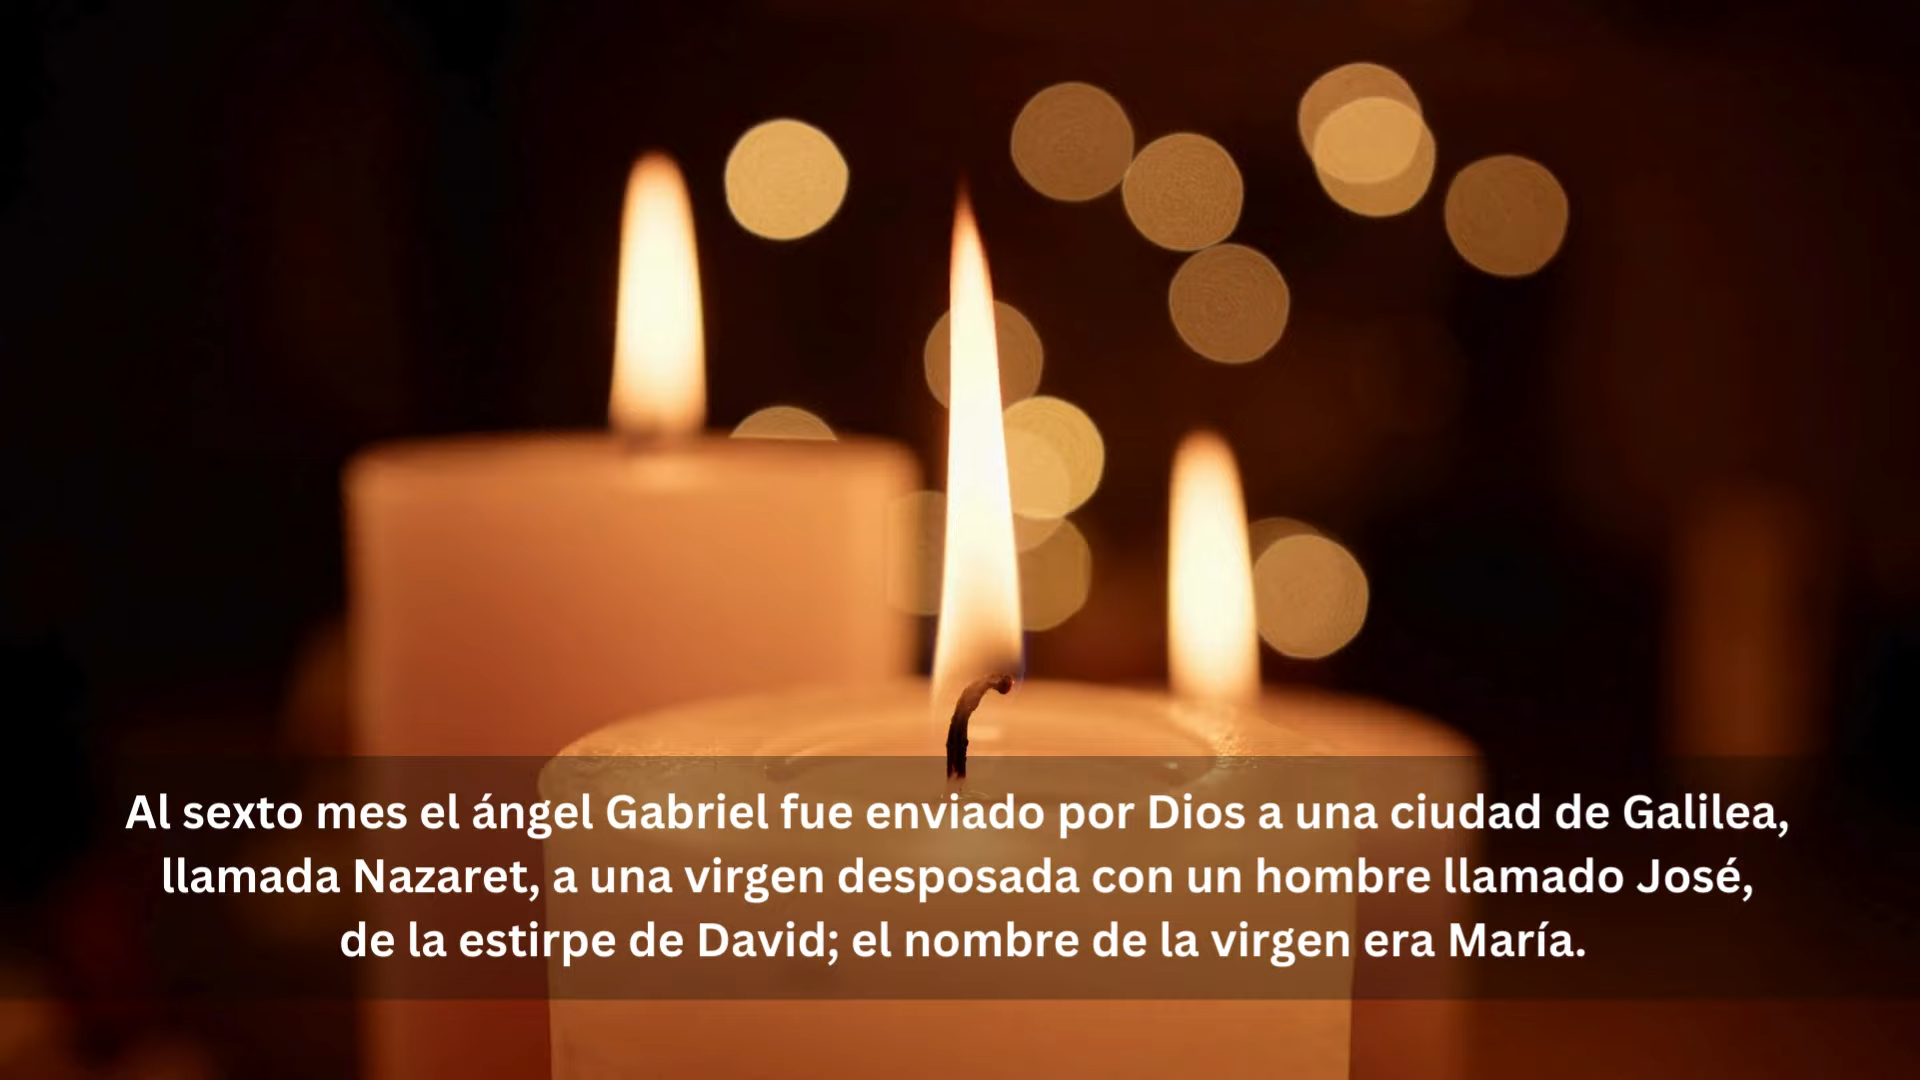 Al sexto mes el ángel Gabriel fue enviado por Dios a una ciudad de Galilea,
llamada Nazaret, a una virgen desposada con un hombre llamado José,
de la estirpe de David; el nombre de la virgen era María.